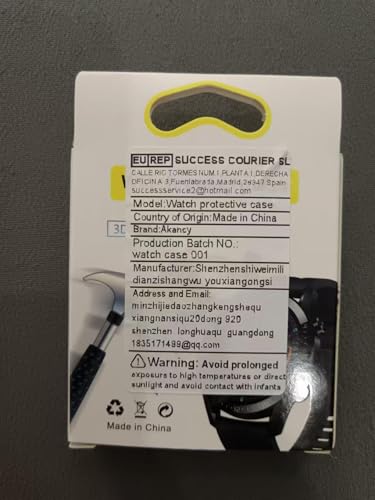 EU REP SUCCESS COURIER SL
CALLE RIO TORMES NUM 1, PLANTA 1, DERECHA
OFICINA 3, Fuenlabrada, Madrid, 28947 Spain
successservice2@hotmail.com
Model:Watch protective case
Country of Origin:Made in China
Brand:Akancy
Production Batch NO.:
watch case 001
Manufacturer:Shenzhenshiweimili
dianzishangwu youxiangongsi
Address and Email:
minzhijiedaozhangkengshequ
xiangnansiqu20dong 920
shenzhen longhuaqu guangdong
1835171499@qq.com
Warning: Avoid prolonged
exposure to high temperatures or direct
sunlight and avoid contact with infants
3D
Made in China